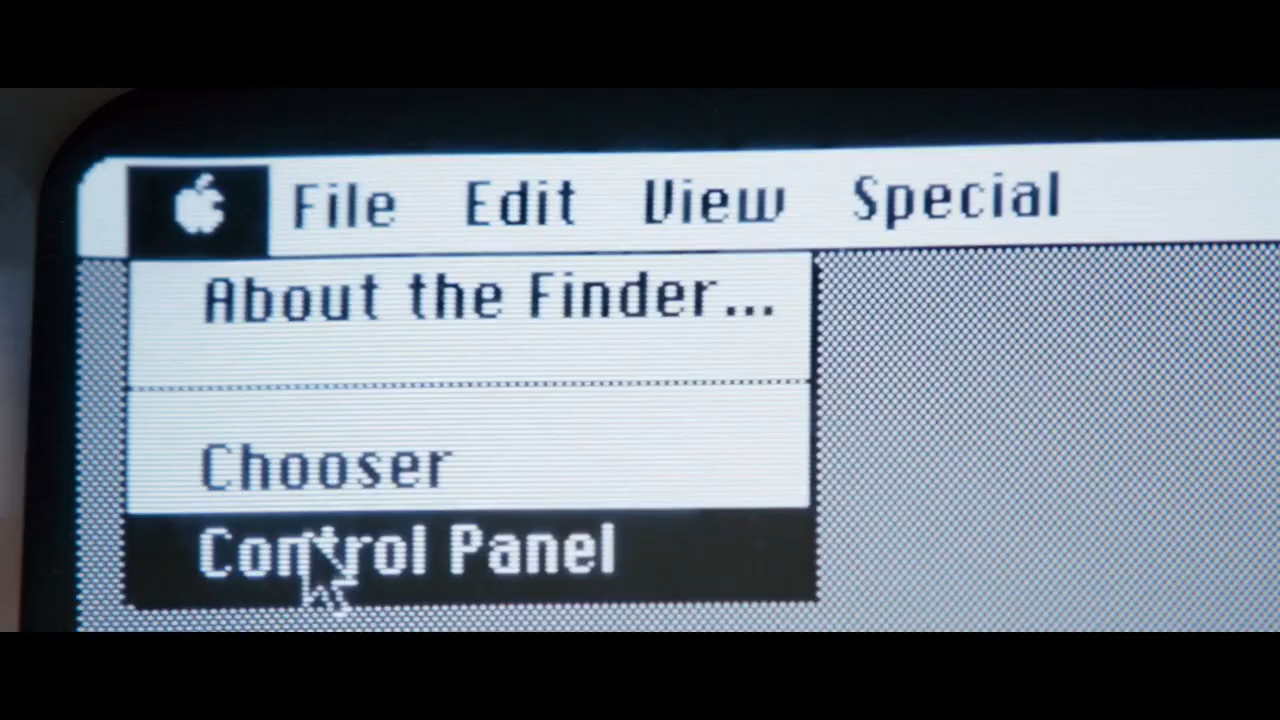 File Edit View Special
About the Finder...
Chooser
Control Panel